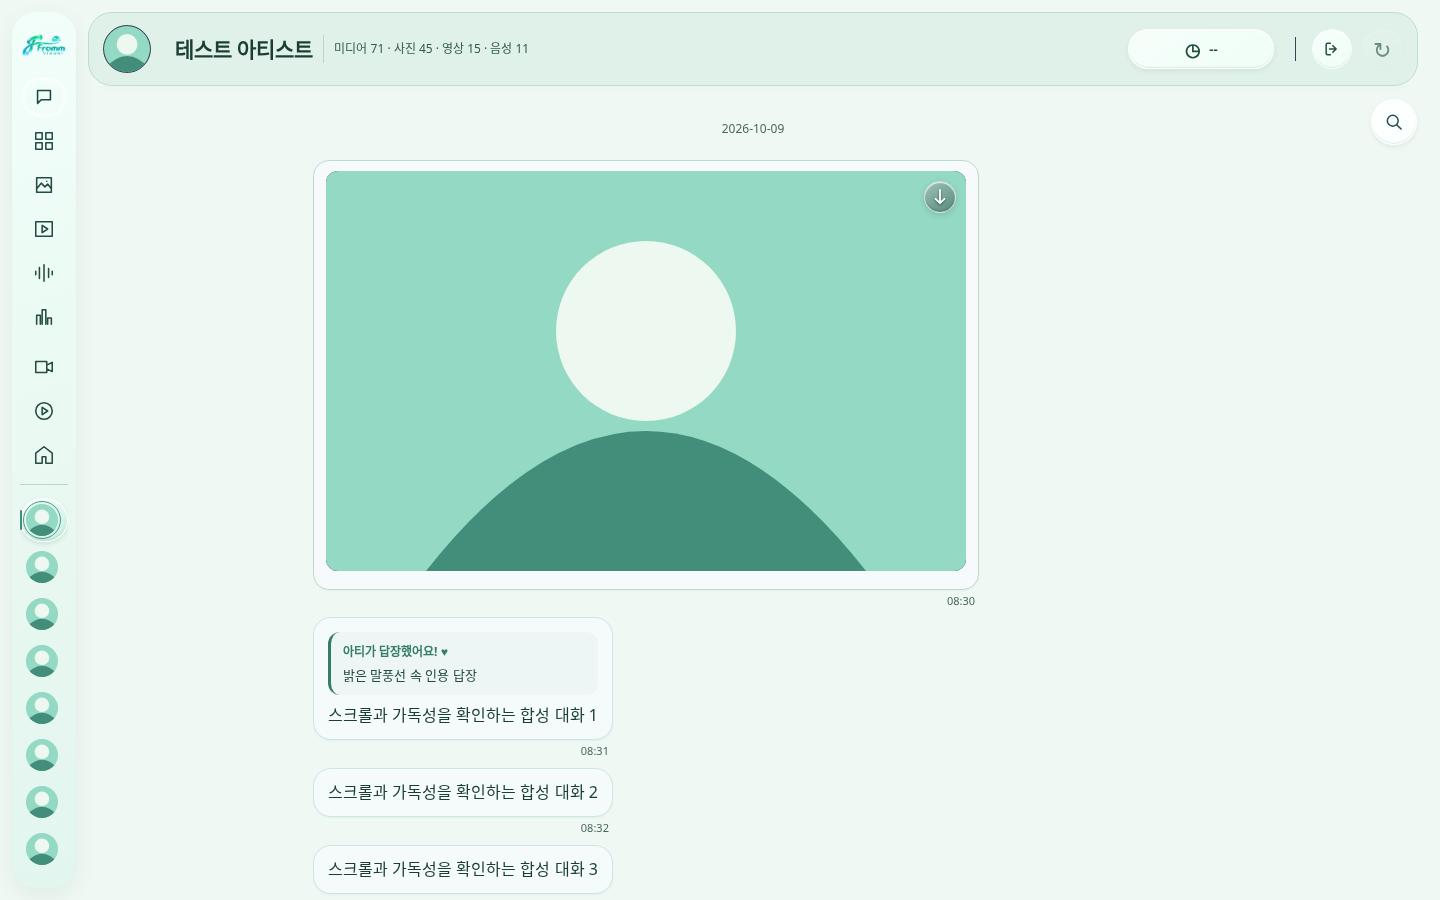 Fromm
Viewer
테스트 아티스트
미디어 71 · 사진 45 · 영상 15 · 음성 11
--
2026-10-09
08:30
아티가 답장했어요! ♥
밝은 말풍선 속 인용 답장
스크롤과 가독성을 확인하는 합성 대화 1
08:31
스크롤과 가독성을 확인하는 합성 대화 2
08:32
스크롤과 가독성을 확인하는 합성 대화 3